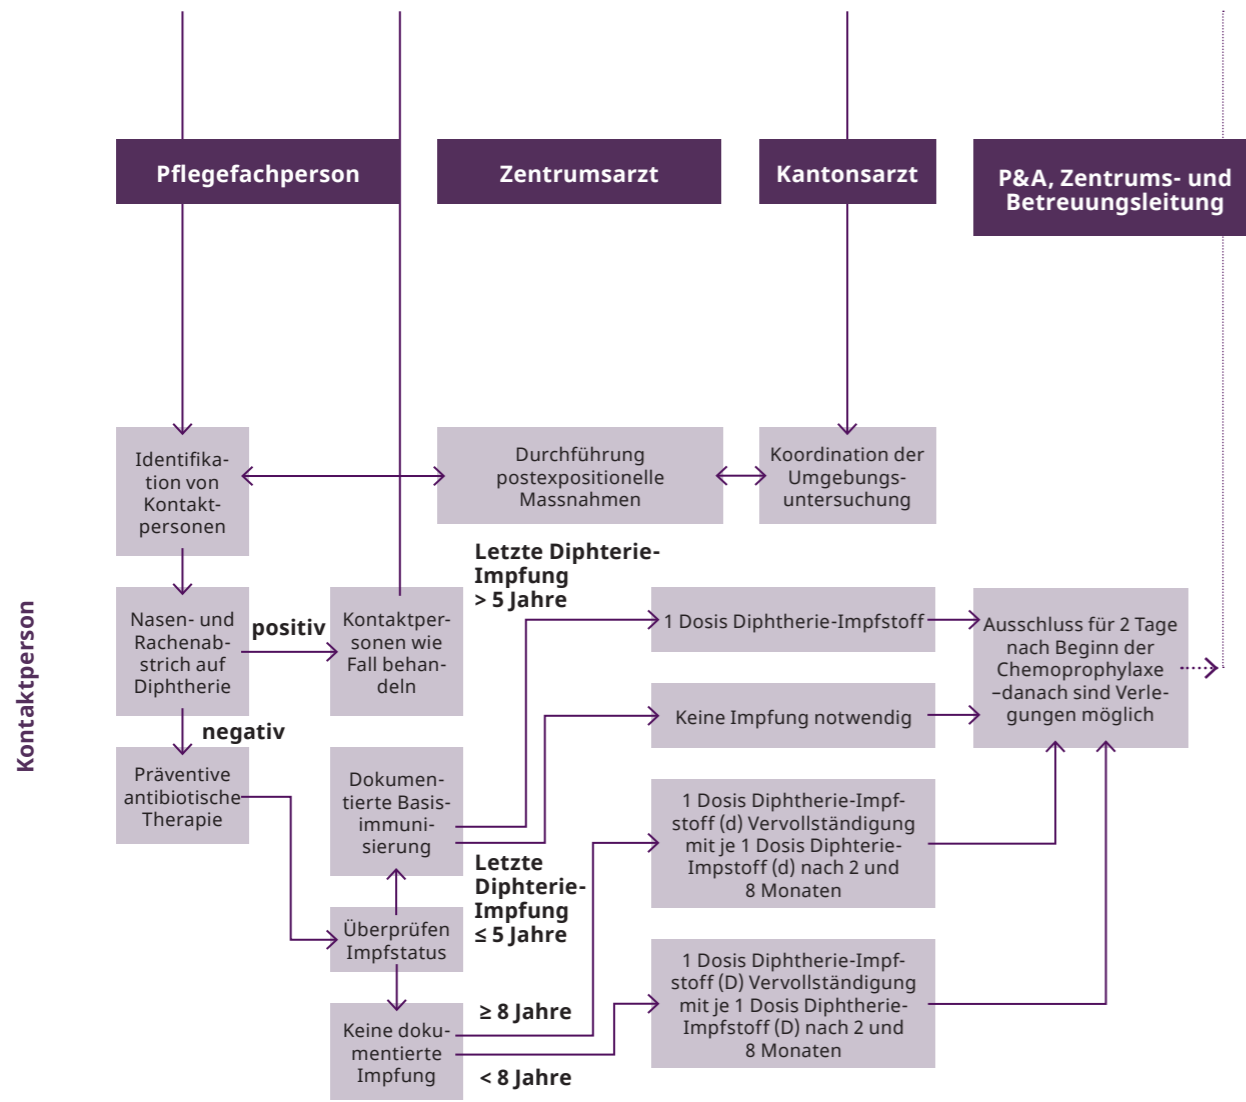 Pflegefachperson
Zentrumsarzt
Kantonsarzt
P&A, Zentrums- und
Betreuungsleitung
Kontaktperson
Identifika-
tion von
Kontakt-
personen
Durchführung
postexpositionelle
Massnahmen
Koordination der
Umgebungs-
untersuchung
Nasen- und
Rachenab-
strich auf
Diphtherie
positiv
Kontaktper-
sonen wie
Fall behan-
deln
negativ
Präventive
antibiotische
Therapie
Überprüfen
Impfstatus
Dokumen-
tierte Basis-
immuni-
sierung
Letzte Diphterie-
Impfung
> 5 Jahre
1 Dosis Diphtherie-Impfstoff
Letzte
Diphterie-
Impfung
≤ 5 Jahre
Keine Impfung notwendig
Keine doku-
mentierte
Impfung
≥ 8 Jahre
1 Dosis Diphtherie-Impf-
stoff (d) Vervollständigung
mit je 1 Dosis Diphterie-
Impstoff (d) nach 2 und
8 Monaten
< 8 Jahre
1 Dosis Diphtherie-Impf-
stoff (D) Vervollständigung
mit je 1 Dosis Diphtherie-
Impfstoff (D) nach 2 und
8 Monaten
Ausschluss für 2 Tage
nach Beginn der
Chemoprophylaxe
–danach sind Verle-
gungen möglich